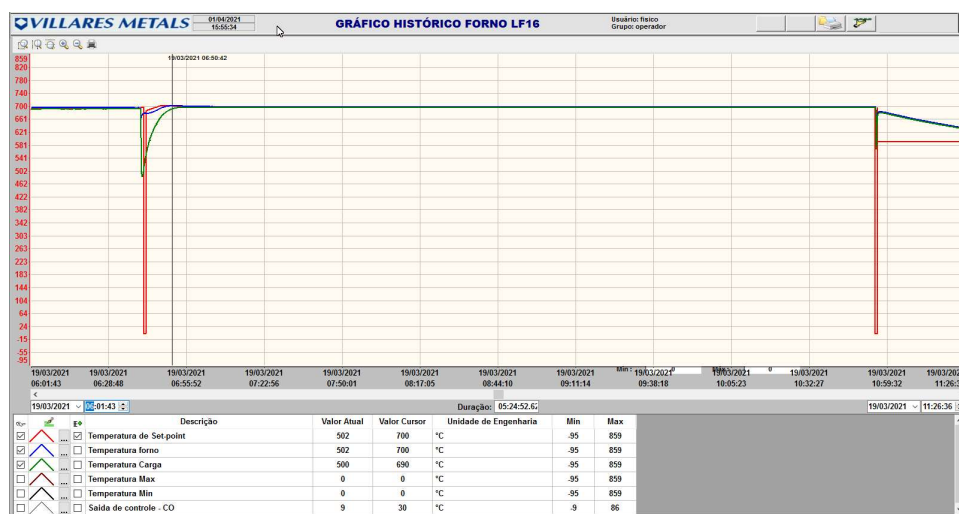 VILLARES METALS
01/04/2021
15:55:34
GRÁFICO HISTÓRICO FORNO LF16
Usuário: fisico
Grupo: operador
19/03/2021 06:50:42
859
820
780
740
700
661
621
581
541
502
462
422
382
342
303
263
223
183
144
104
64
24
-15
-55
-95
19/03/2021 19/03/2021 19/03/2021 19/03/2021 19/03/2021 19/03/2021 19/03/2021 19/03/2021 19/03/2021 19/03/2021 19/03/2021 19/03/2021
06:01:43 06:28:48 06:55:52 07:22:56 07:50:01 08:17:05 08:44:10 09:11:14 09:38:18 10:05:23 10:32:27 10:59:32 11:26:3
19/03/2021 06:01:43 Duração: 05:24:52.62 19/03/2021 11:26:36
Descrição Valor Atual Valor Cursor Unidade de Engenharia Min Max
Temperatura de Set-point 502 700 °C -95 859
Temperatura forno 502 700 °C -95 859
Temperatura Carga 500 690 °C -95 859
Temperatura Max 0 0 °C -95 859
Temperatura Min 0 0 °C -95 859
Saida de controle - CO 9 30 °C -9 86